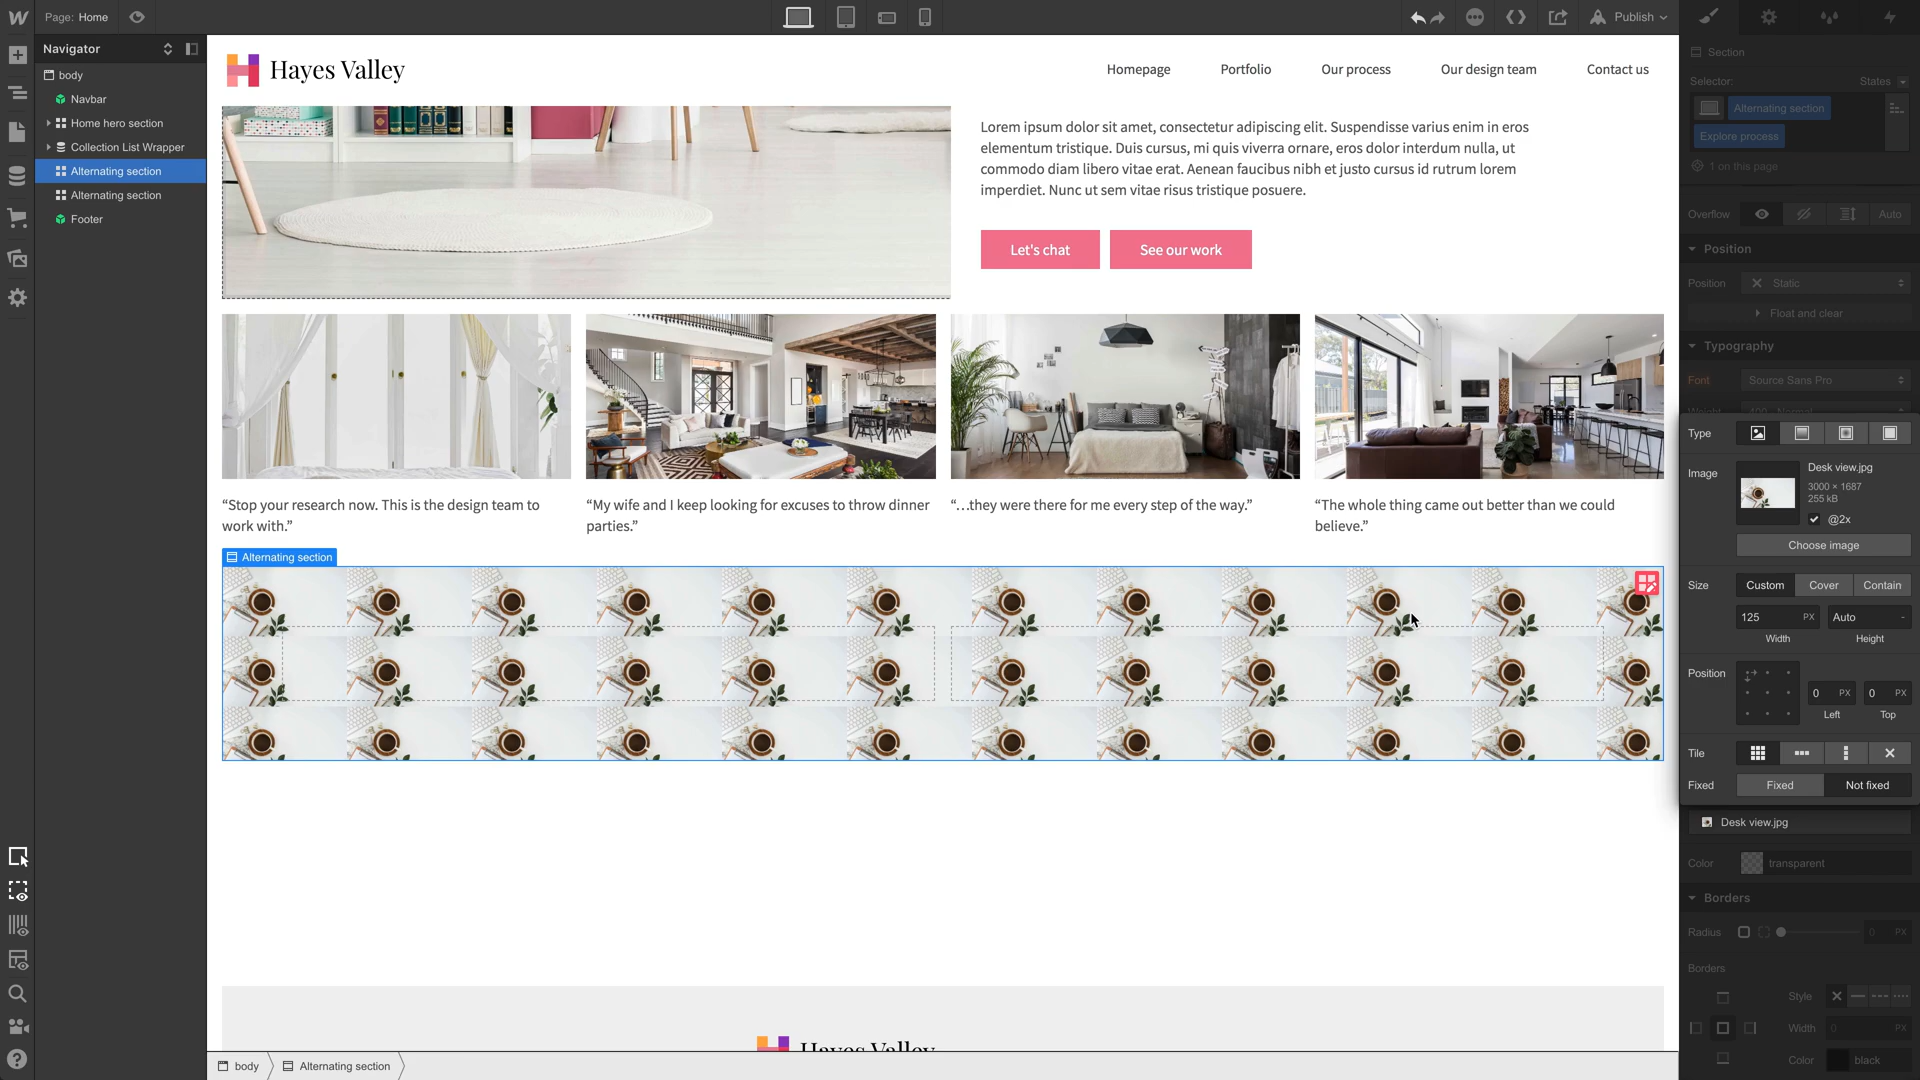 Page: Home
Publish
Navigator
body
Navbar
Home hero section
Collection List Wrapper
Alternating section
Alternating section
Footer
Hayes Valley
Homepage
Portfolio
Our process
Our design team
Contact us
Lorem ipsum dolor sit amet, consectetur adipiscing elit. Suspendisse varius enim in eros
elementum tristique. Duis cursus, mi quis viverra ornare, eros dolor interdum nulla, ut
commodo diam libero vitae erat. Aenean faucibus nibh et justo cursus id rutrum lorem
imperdiet. Nunc ut sem vitae risus tristique posuere.
Let's chat
See our work
“Stop your research now. This is the design team to
work with.”
“My wife and I keep looking for excuses to throw dinner
parties.”
“…they were there for me every step of the way.”
“The whole thing came out better than we could
believe.”
Alternating section
Hayes Valley
body
Alternating section
Section
Selector:
States
Alternating section
Explore process
1 on this page
Overflow
Auto
Position
Position
Static
Float and clear
Typography
Font
Source Sans Pro
Weight
400 - Normal
Type
Image
Desk view.jpg
3000 × 1687
255 kB
@2x
Choose image
Size
Custom
Cover
Contain
125 PX
Auto -
Width
Height
Position
0 PX
0 PX
Left
Top
Tile
Fixed
Fixed
Not fixed
Desk view.jpg
Color
transparent
Borders
Radius
0 PX
Borders
Style
Width
0 PX
Color
black